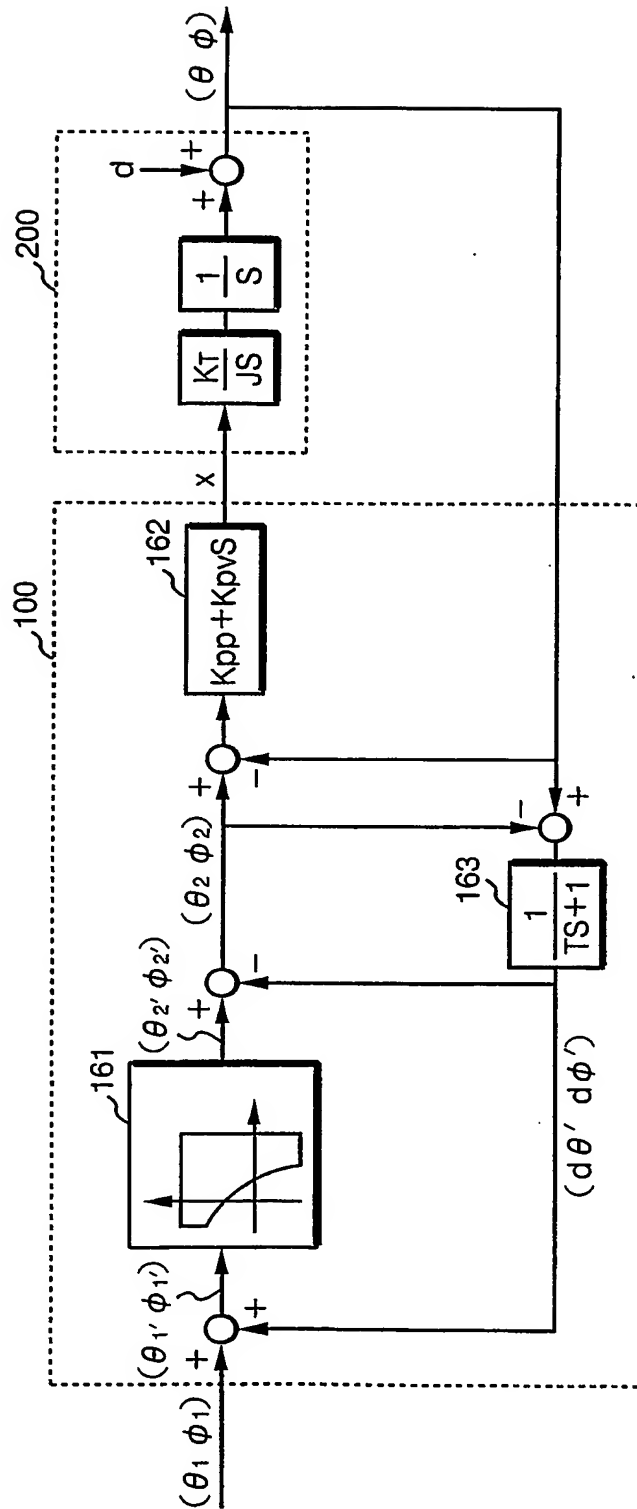 100
200
(θ1 ϕ1)
+
+
(θ1' ϕ1')
161
(θ2' ϕ2')
+
−
(θ2 ϕ2)
+
−
162
Kpp+KpvS
x
KT
JS
1
S
d
+
+
(θ ϕ)
−
+
163
1
TS+1
(dθ' dϕ')